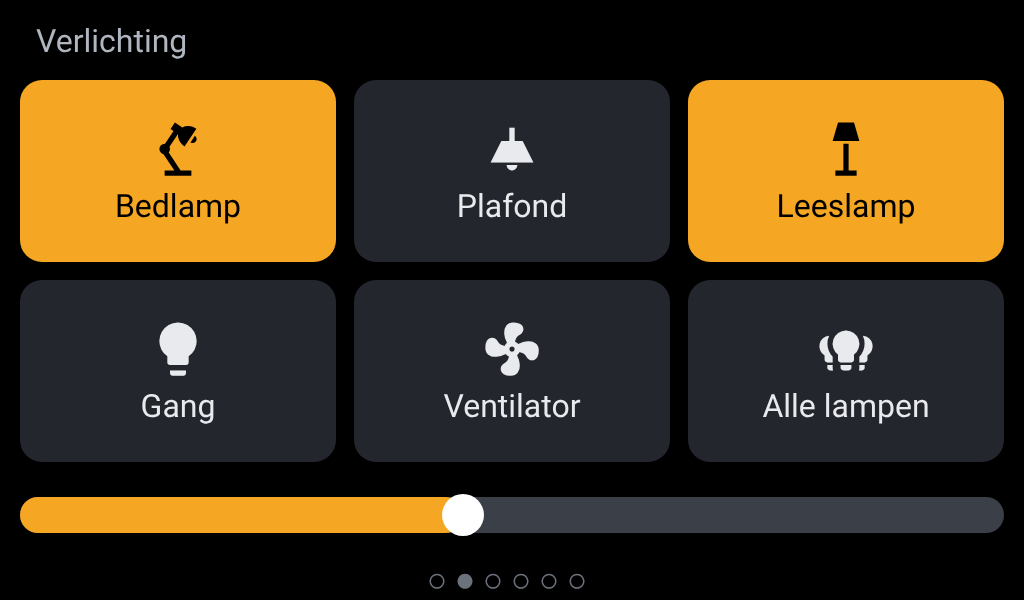 Verlichting
Bedlamp
Plafond
Leeslamp
Gang
Ventilator
Alle lampen